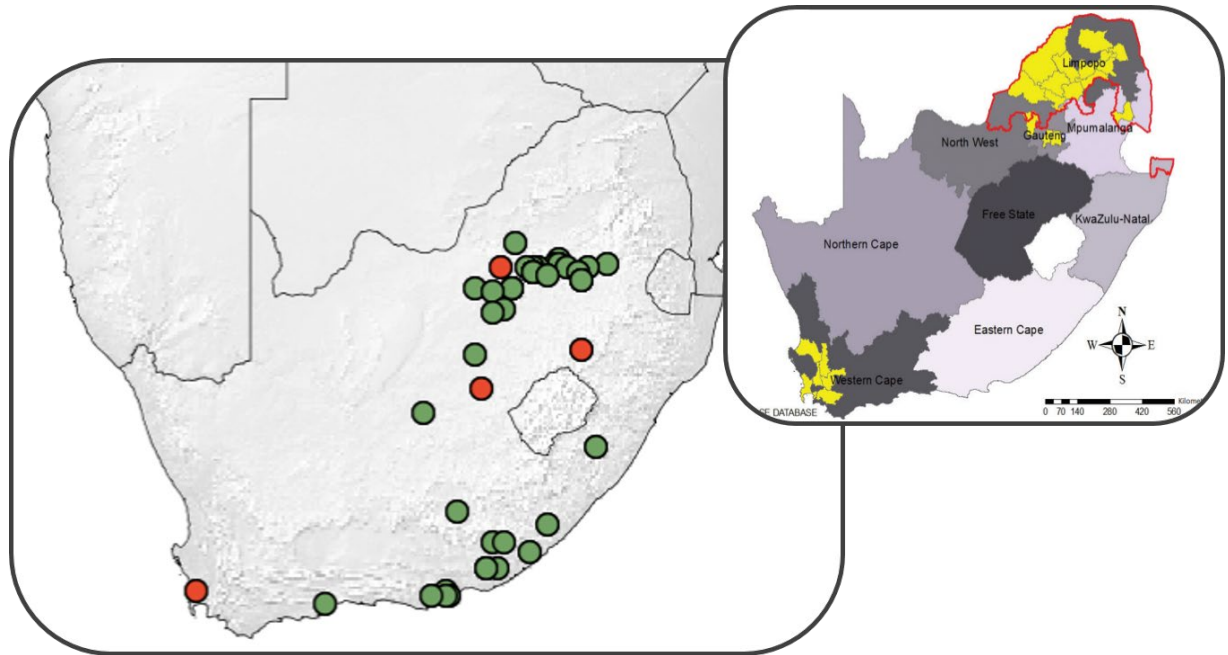 Limpopo
Mpumalanga
Gauteng
North West
Free State
KwaZulu-Natal
Northern Cape
Eastern Cape
Western Cape
N
W E
S
SE DATABASE
0 70 140 280 420 560